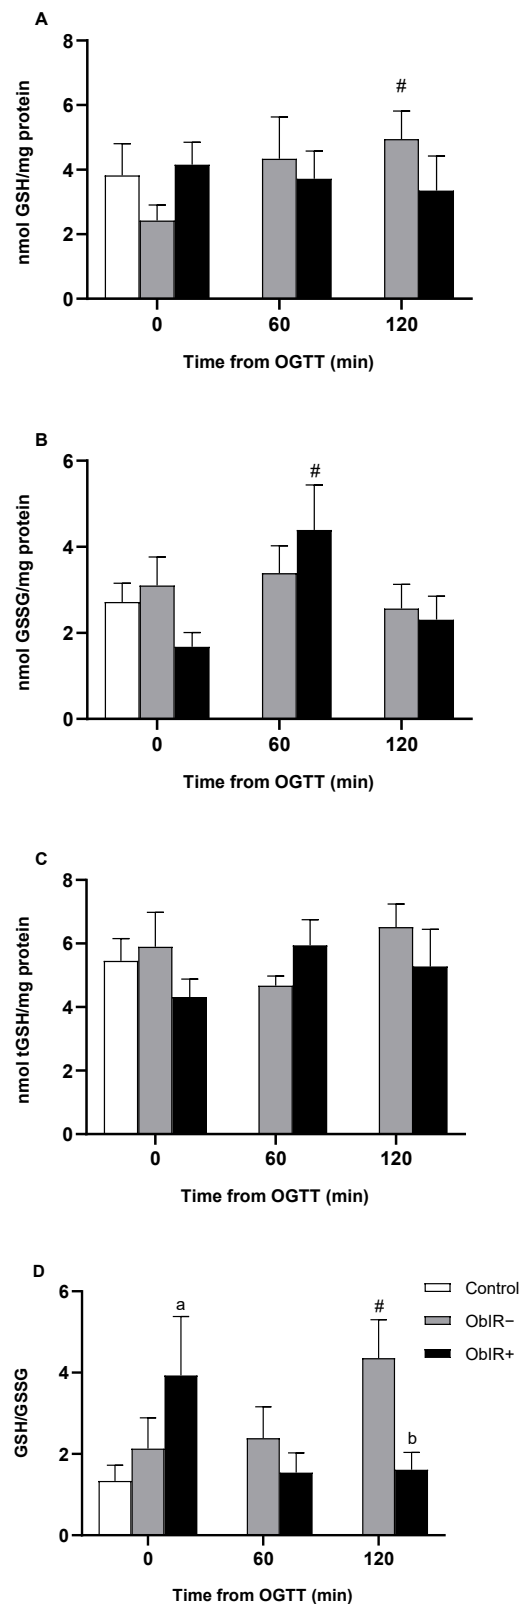 A
nmol GSH/mg protein
8
6
4
2
0
#
0 60 120
Time from OGTT (min)
B
nmol GSSG/mg protein
6
4
2
0
#
0 60 120
Time from OGTT (min)
C
nmol tGSH/mg protein
8
6
4
2
0
0 60 120
Time from OGTT (min)
D
GSH/GSSG
6
4
2
0
a
#
b
0 60 120
Time from OGTT (min)
Control
ObIR−
ObIR+